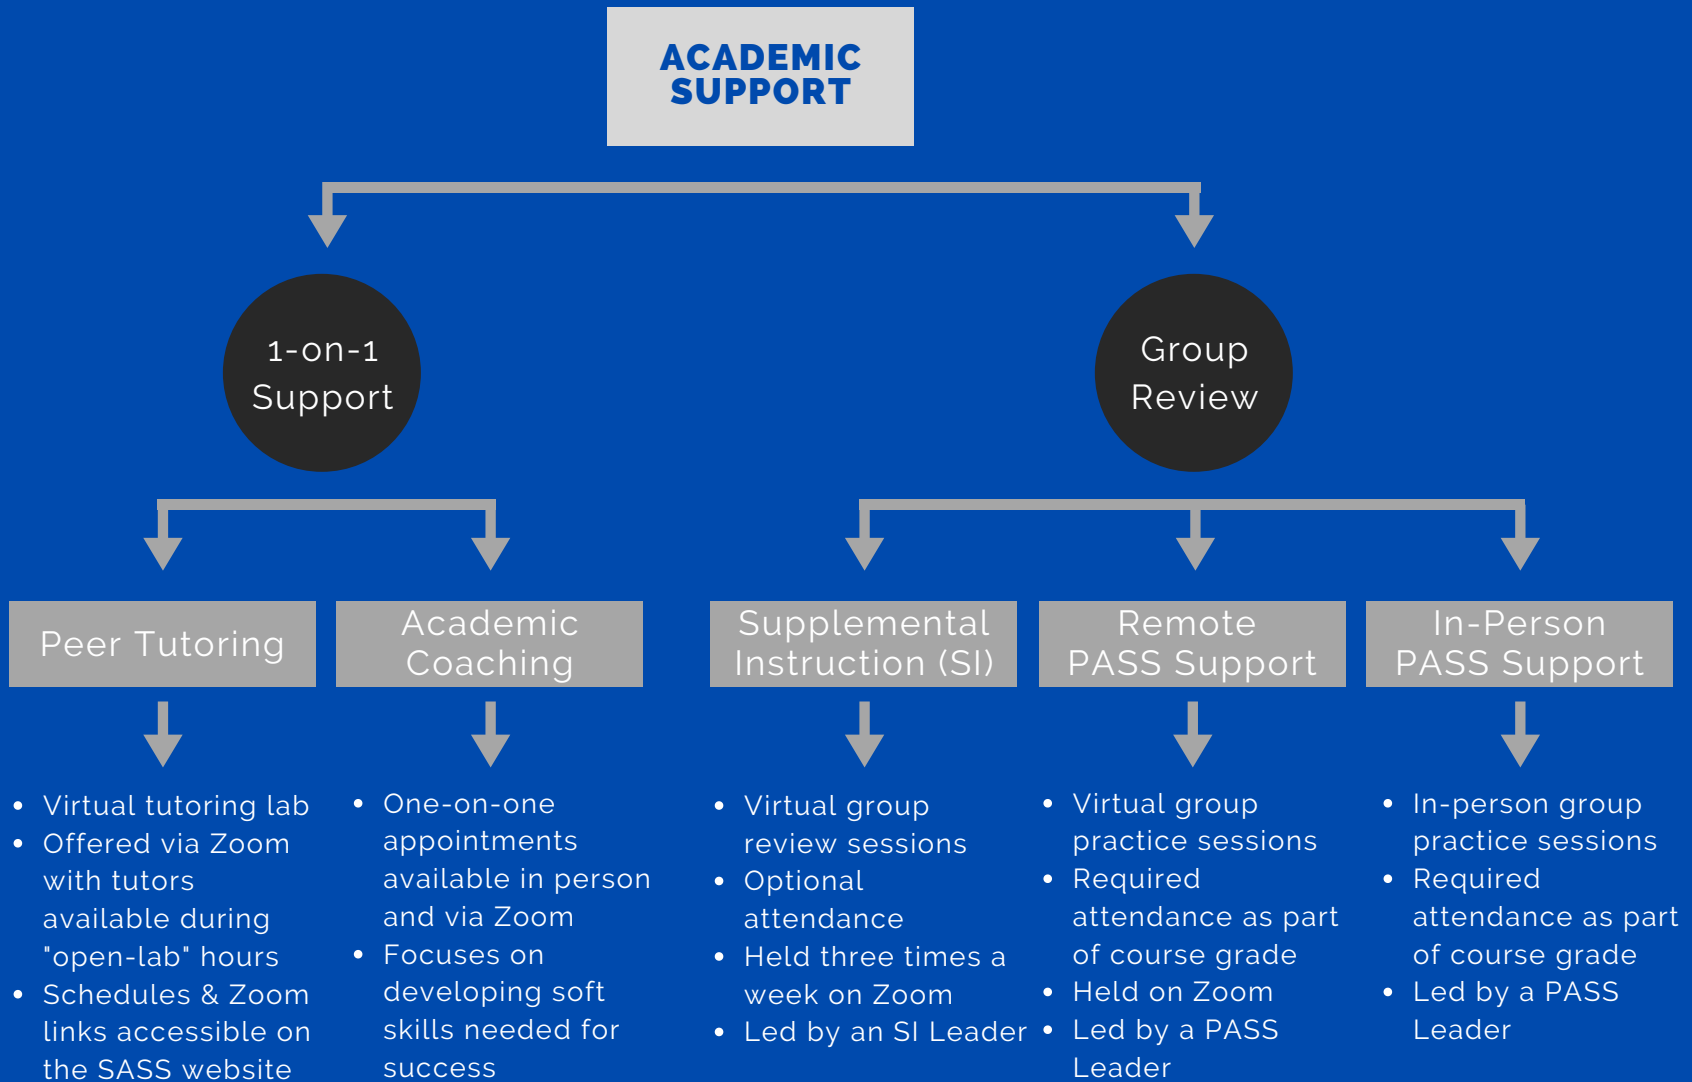 ACADEMIC
SUPPORT
1-on-1
Support
Group
Review
Peer Tutoring
Academic
Coaching
Supplemental
Instruction (SI)
Remote
PASS Support
In-Person
PASS Support
• Virtual tutoring lab
• Offered via Zoom
with tutors
available during
"open-lab" hours
• Schedules & Zoom
links accessible on
the SASS website
• One-on-one
appointments
available in person
and via Zoom
• Focuses on
developing soft
skills needed for
success
• Virtual group
review sessions
• Optional
attendance
• Held three times a
week on Zoom
• Led by an SI Leader
• Virtual group
practice sessions
• Required
attendance as part
of course grade
• Held on Zoom
• Led by a PASS
Leader
• In-person group
practice sessions
• Required
attendance as part
of course grade
• Led by a PASS
Leader